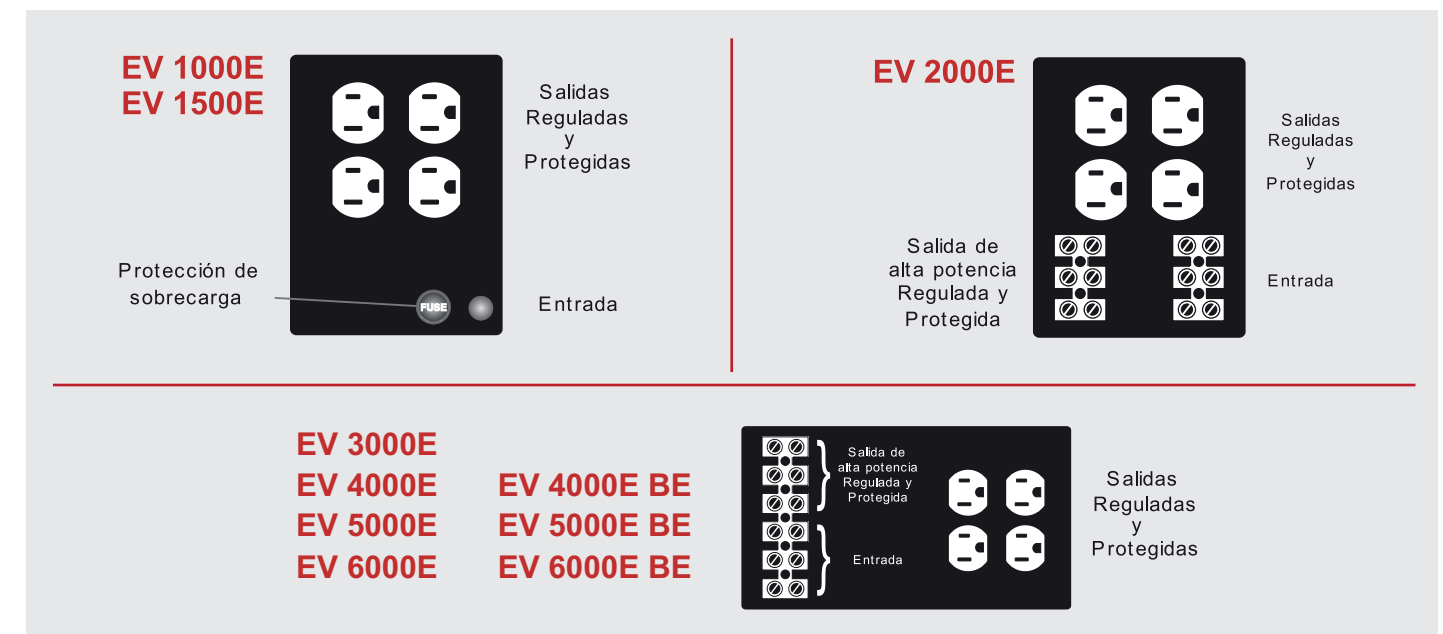 EV 1000E
EV 1500E
Salidas
Reguladas
y
Protegidas
Protección de
sobrecarga
FUSE
Entrada
EV 2000E
Salidas
Reguladas
y
Protegidas
Salida de
alta potencia
Regulada y
Protegida
Entrada
EV 3000E
EV 4000E
EV 5000E
EV 6000E
EV 4000E BE
EV 5000E BE
EV 6000E BE
Salida de
alta potencia
Regulada y
Protegida
Entrada
Salidas
Reguladas
y
Protegidas